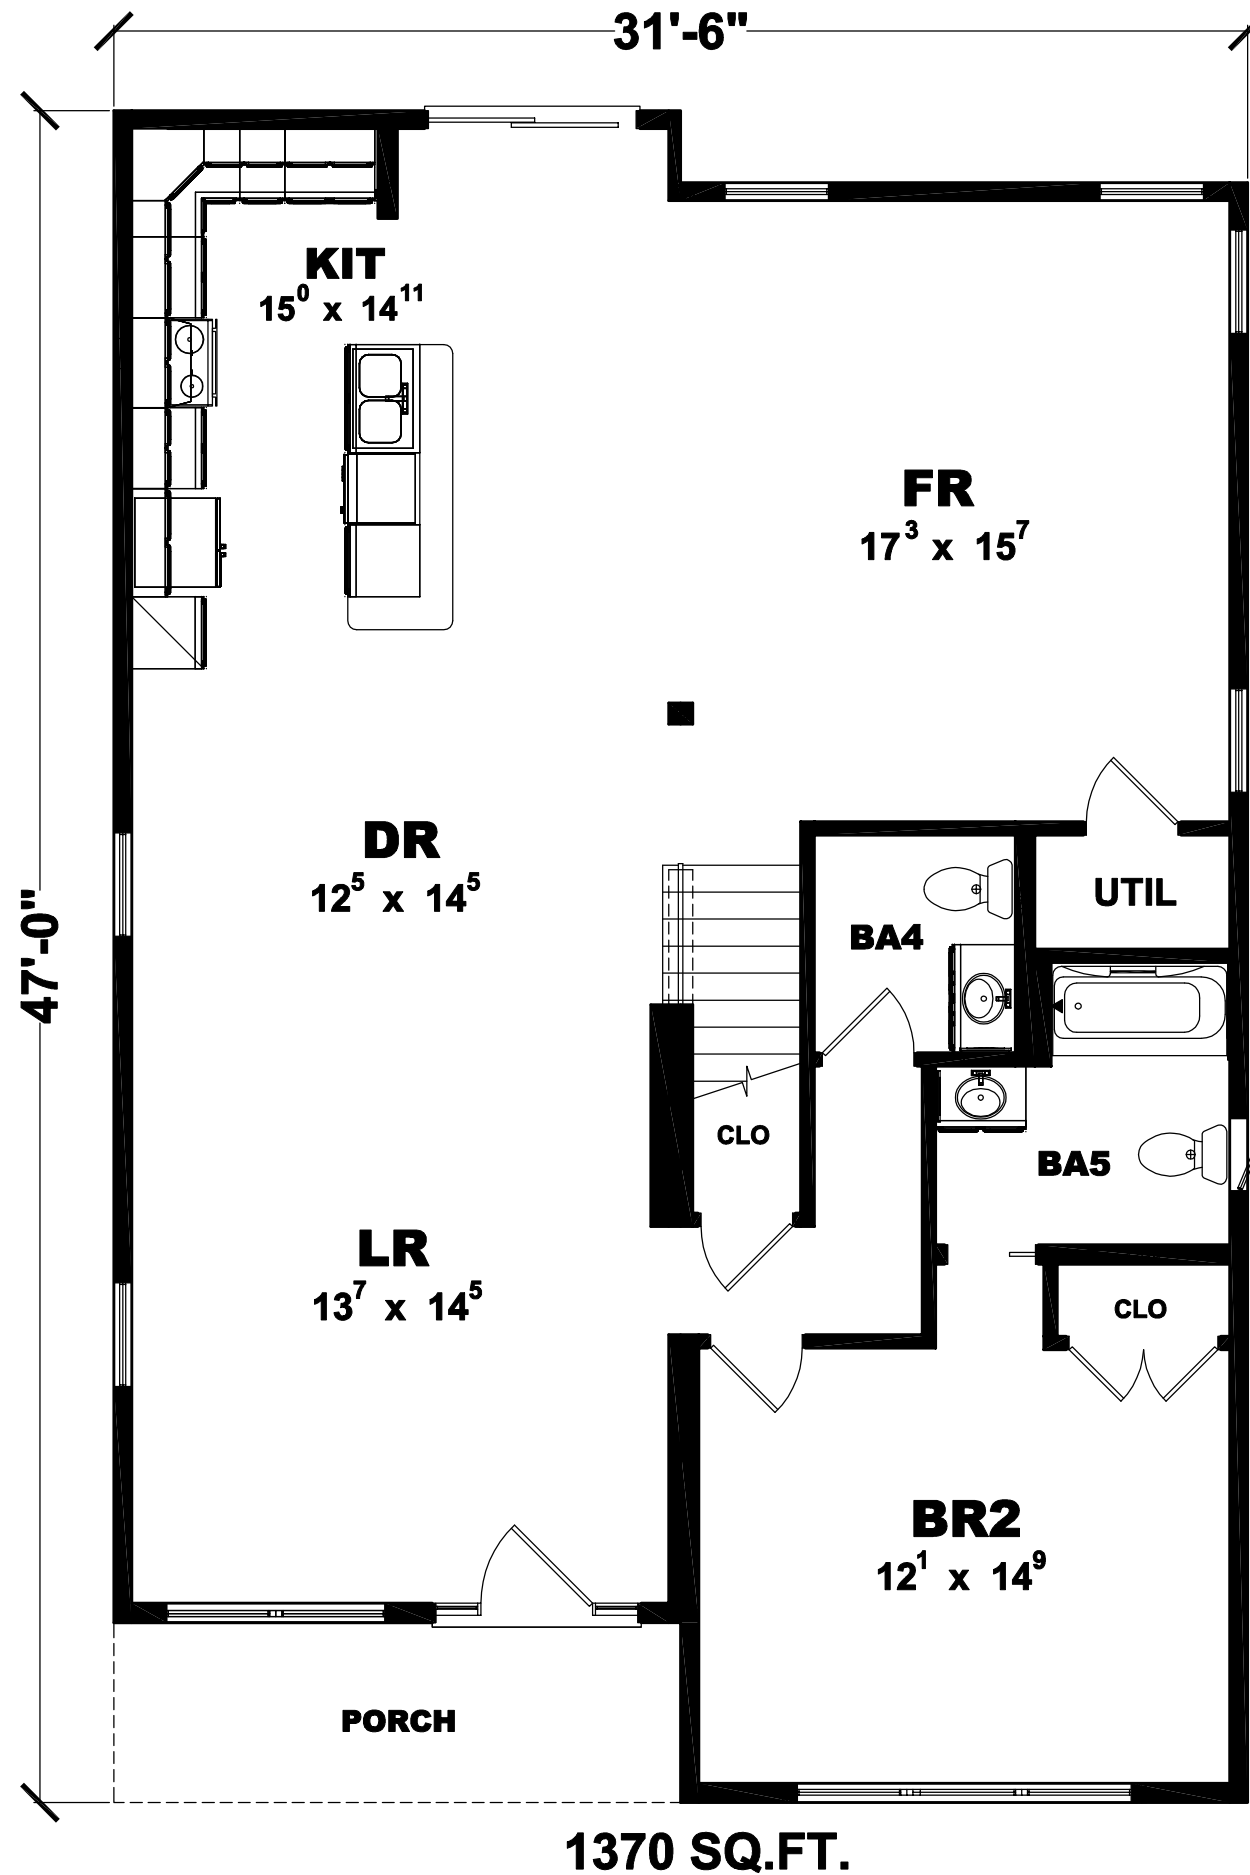 31'-6"
KIT
15⁰ x 14¹¹
FR
17³ x 15⁷
DR
12⁵ x 14⁵
UTIL
BA4
47'-0"
CLO
BA5
LR
13⁷ x 14⁵
CLO
BR2
12¹ x 14⁹
PORCH
1370 SQ.FT.